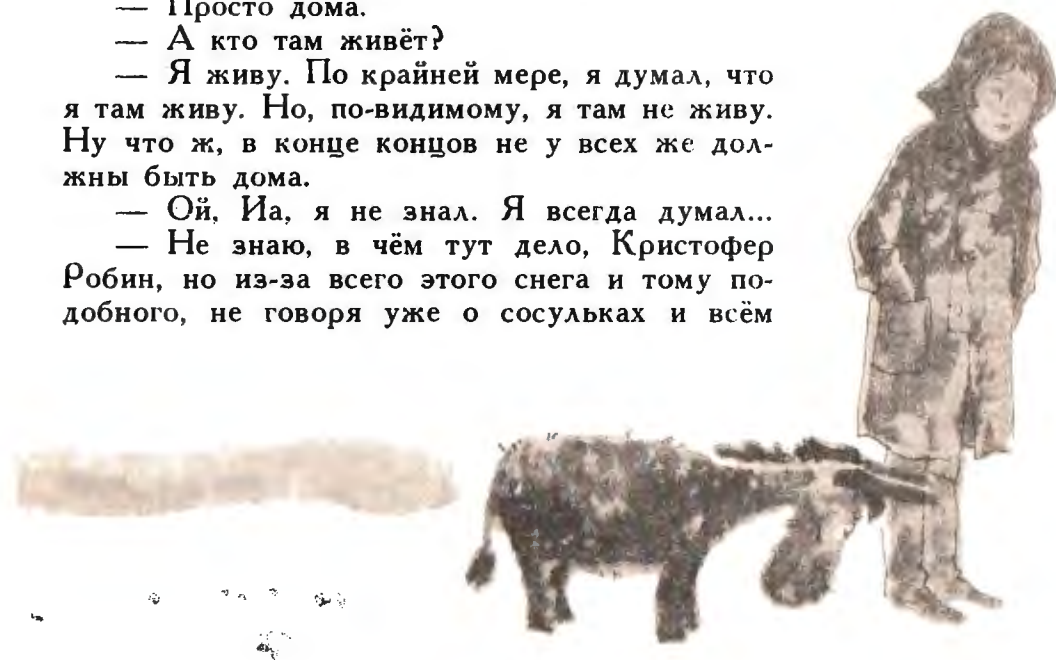 — Просто дома.
— А кто там живёт?
— Я живу. По крайней мере, я думал, что
я там живу. Но, по-видимому, я там не живу.
Ну что ж, в конце концов не у всех же дол-
жны быть дома.
— Ой, Иа, я не знал. Я всегда думал...
— Не знаю, в чём тут дело, Кристофер
Робин, но из-за всего этого снега и тому по-
добного, не говоря уже о сосульках и всём